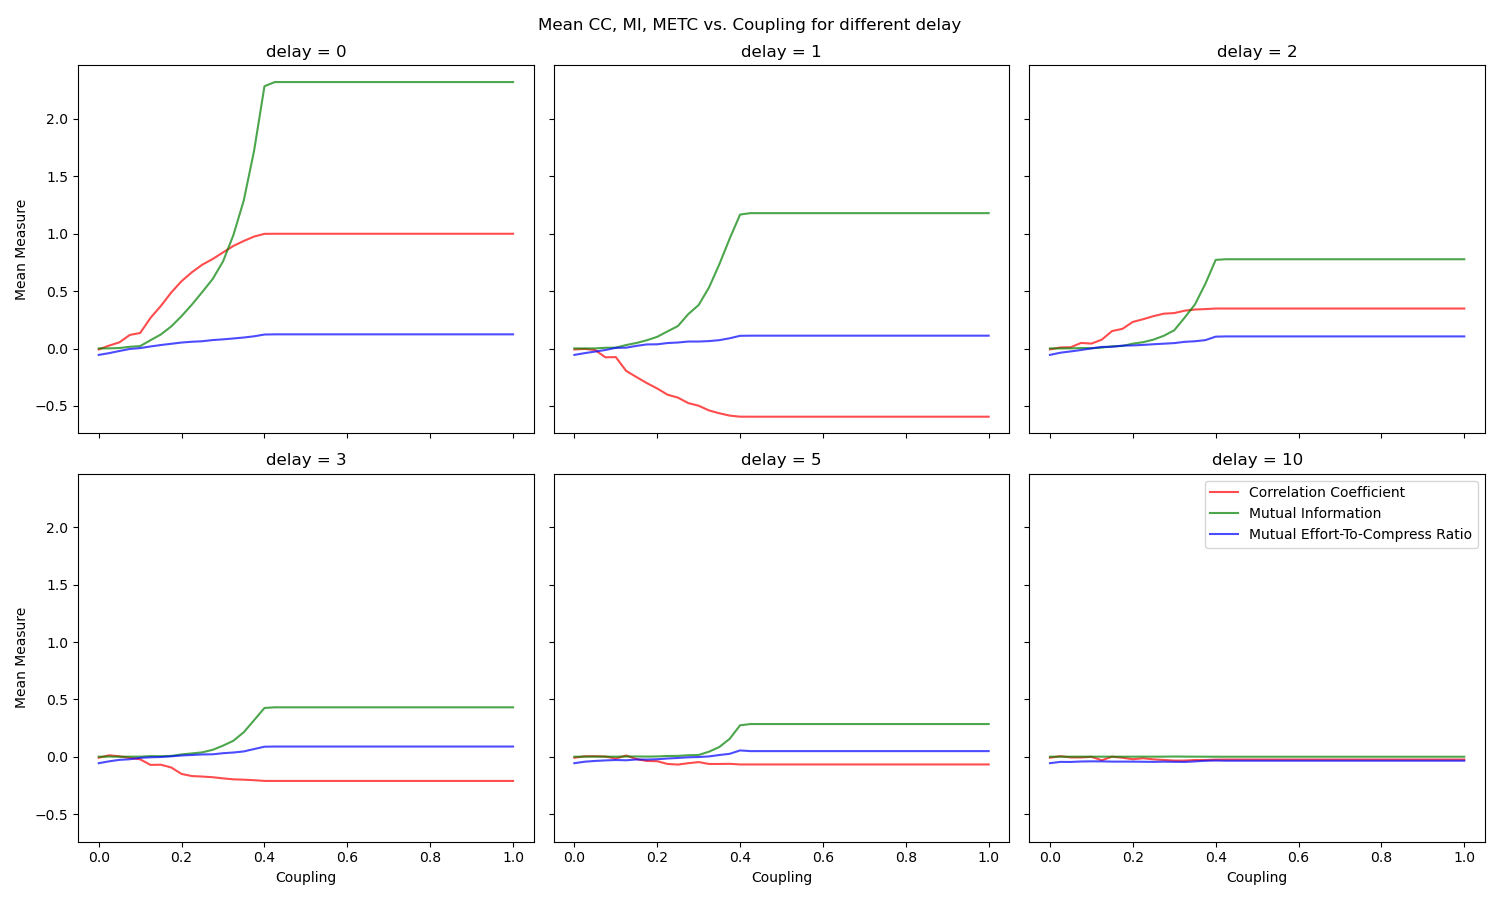 Mean CC, MI, METC vs. Coupling for different delay
delay = 0
delay = 1
delay = 2
2.0
1.5
1.0
0.5
0.0
−0.5
Mean Measure
delay = 3
delay = 5
delay = 10
2.0
1.5
1.0
0.5
0.0
−0.5
Mean Measure
Correlation Coefficient
Mutual Information
Mutual Effort-To-Compress Ratio
0.0 0.2 0.4 0.6 0.8 1.0
0.0 0.2 0.4 0.6 0.8 1.0
0.0 0.2 0.4 0.6 0.8 1.0
Coupling
Coupling
Coupling